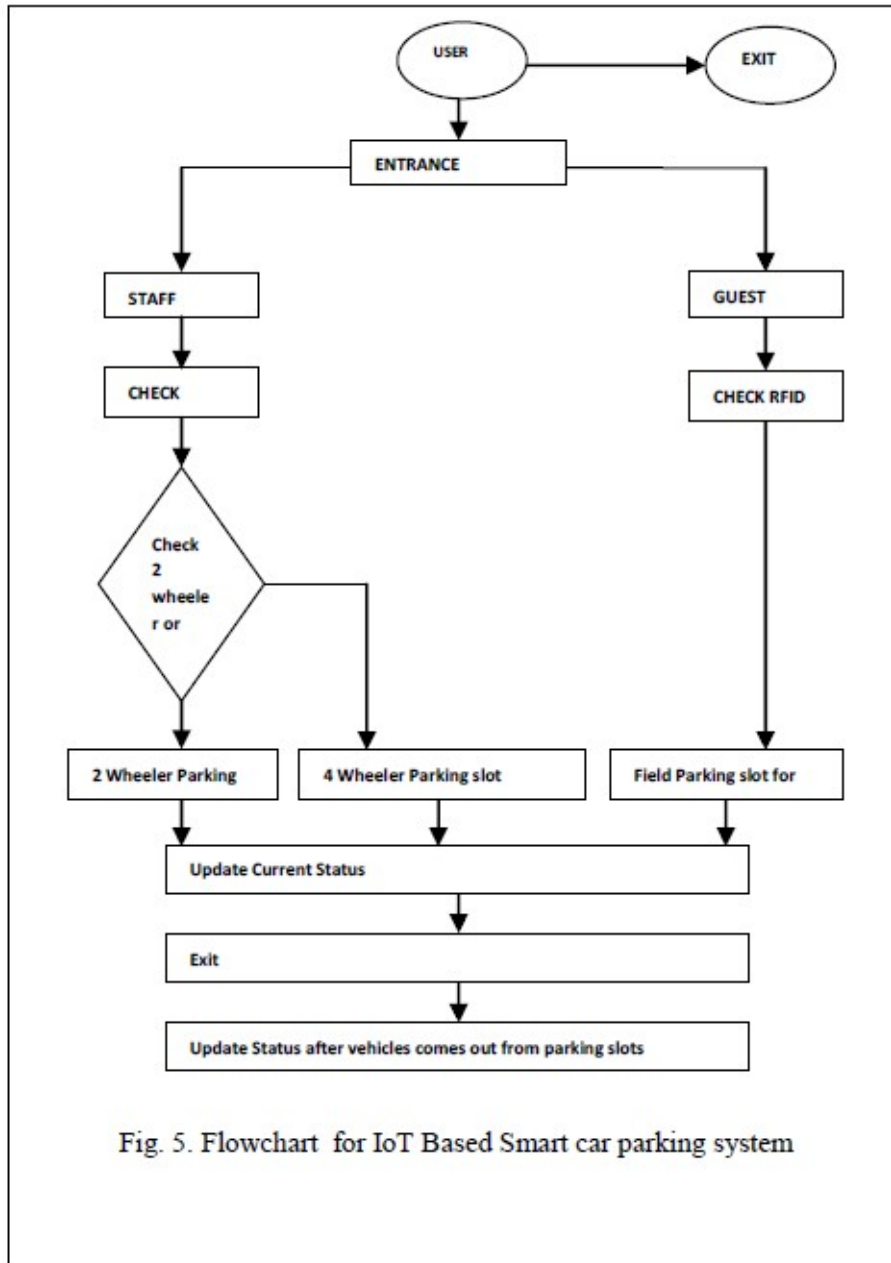 USER
EXIT
ENTRANCE
STAFF
GUEST
CHECK
CHECK RFID
Check
2
wheele
r or
2 Wheeler Parking
4 Wheeler Parking slot
Field Parking slot for
Update Current Status
Exit
Update Status after vehicles comes out from parking slots
Fig. 5. Flowchart for IoT Based Smart car parking system